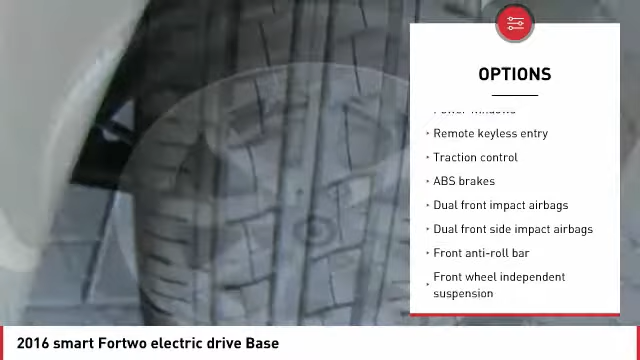 OPTIONS
Remote keyless entry
Traction control
ABS brakes
Dual front impact airbags
Dual front side impact airbags
Front anti-roll bar
Front wheel independent
suspension
2016 smart Fortwo electric drive Base